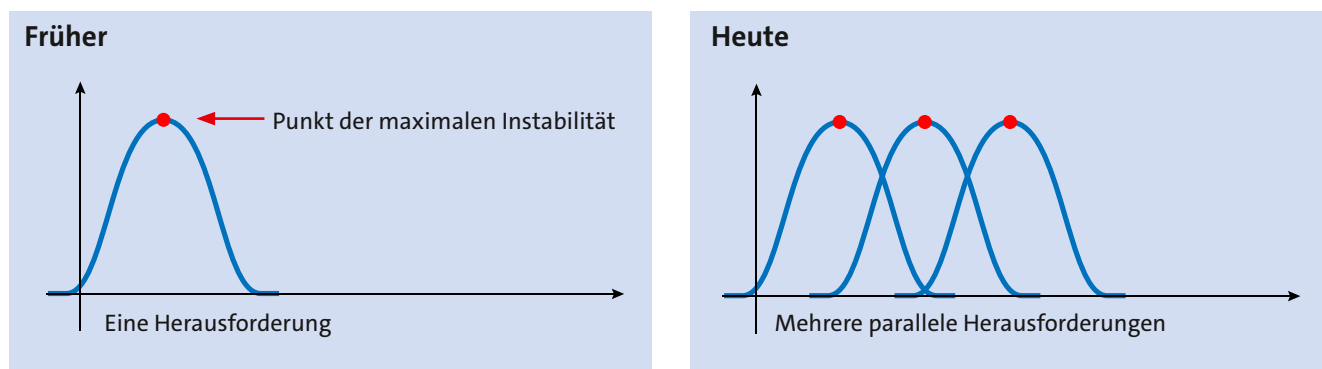 Früher
Punkt der maximalen Instabilität
Eine Herausforderung
Heute
Mehrere parallele Herausforderungen